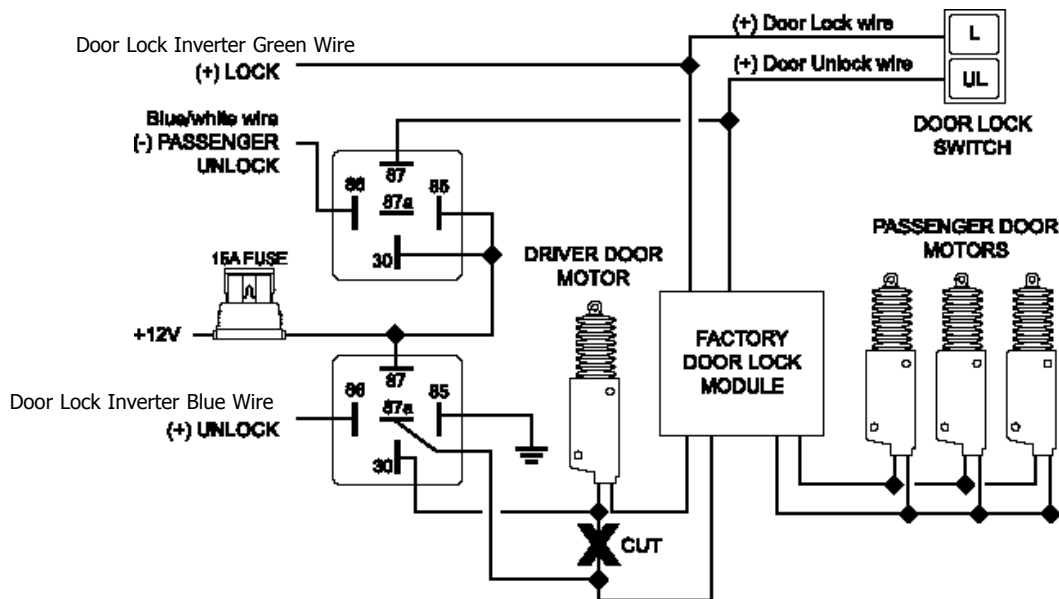 Door Lock Inverter Green Wire
(+) LOCK
(+) Door Lock wire
L
(+) Door Unlock wire
UL
DOOR LOCK
SWITCH
Blue/white wire
(-) PASSENGER
UNLOCK
87
86
87a
85
30
15A FUSE
+12V
DRIVER DOOR
MOTOR
PASSENGER DOOR
MOTORS
FACTORY
DOOR LOCK
MODULE
Door Lock Inverter Blue Wire
(+) UNLOCK
87
86
87a
85
30
CUT